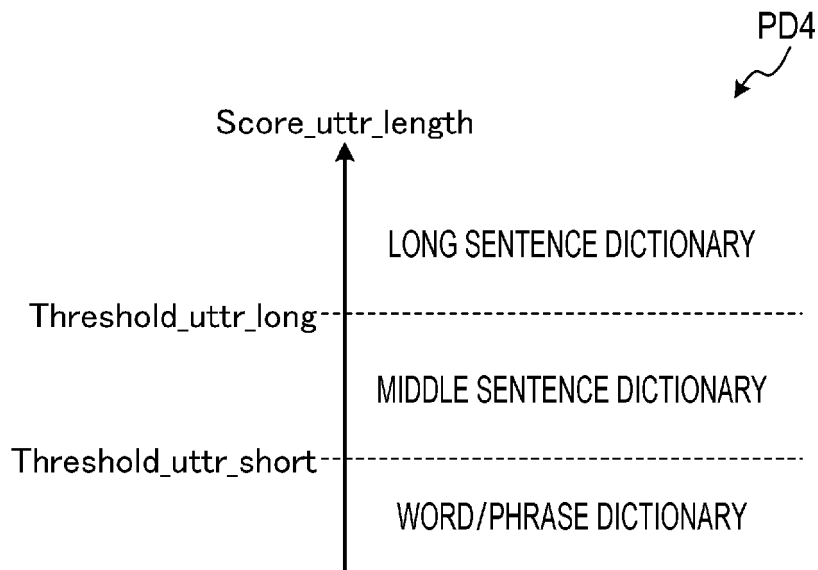 PD4
Score_uttr_length
LONG SENTENCE DICTIONARY
Threshold_uttr_long
MIDDLE SENTENCE DICTIONARY
Threshold_uttr_short
WORD/PHRASE DICTIONARY